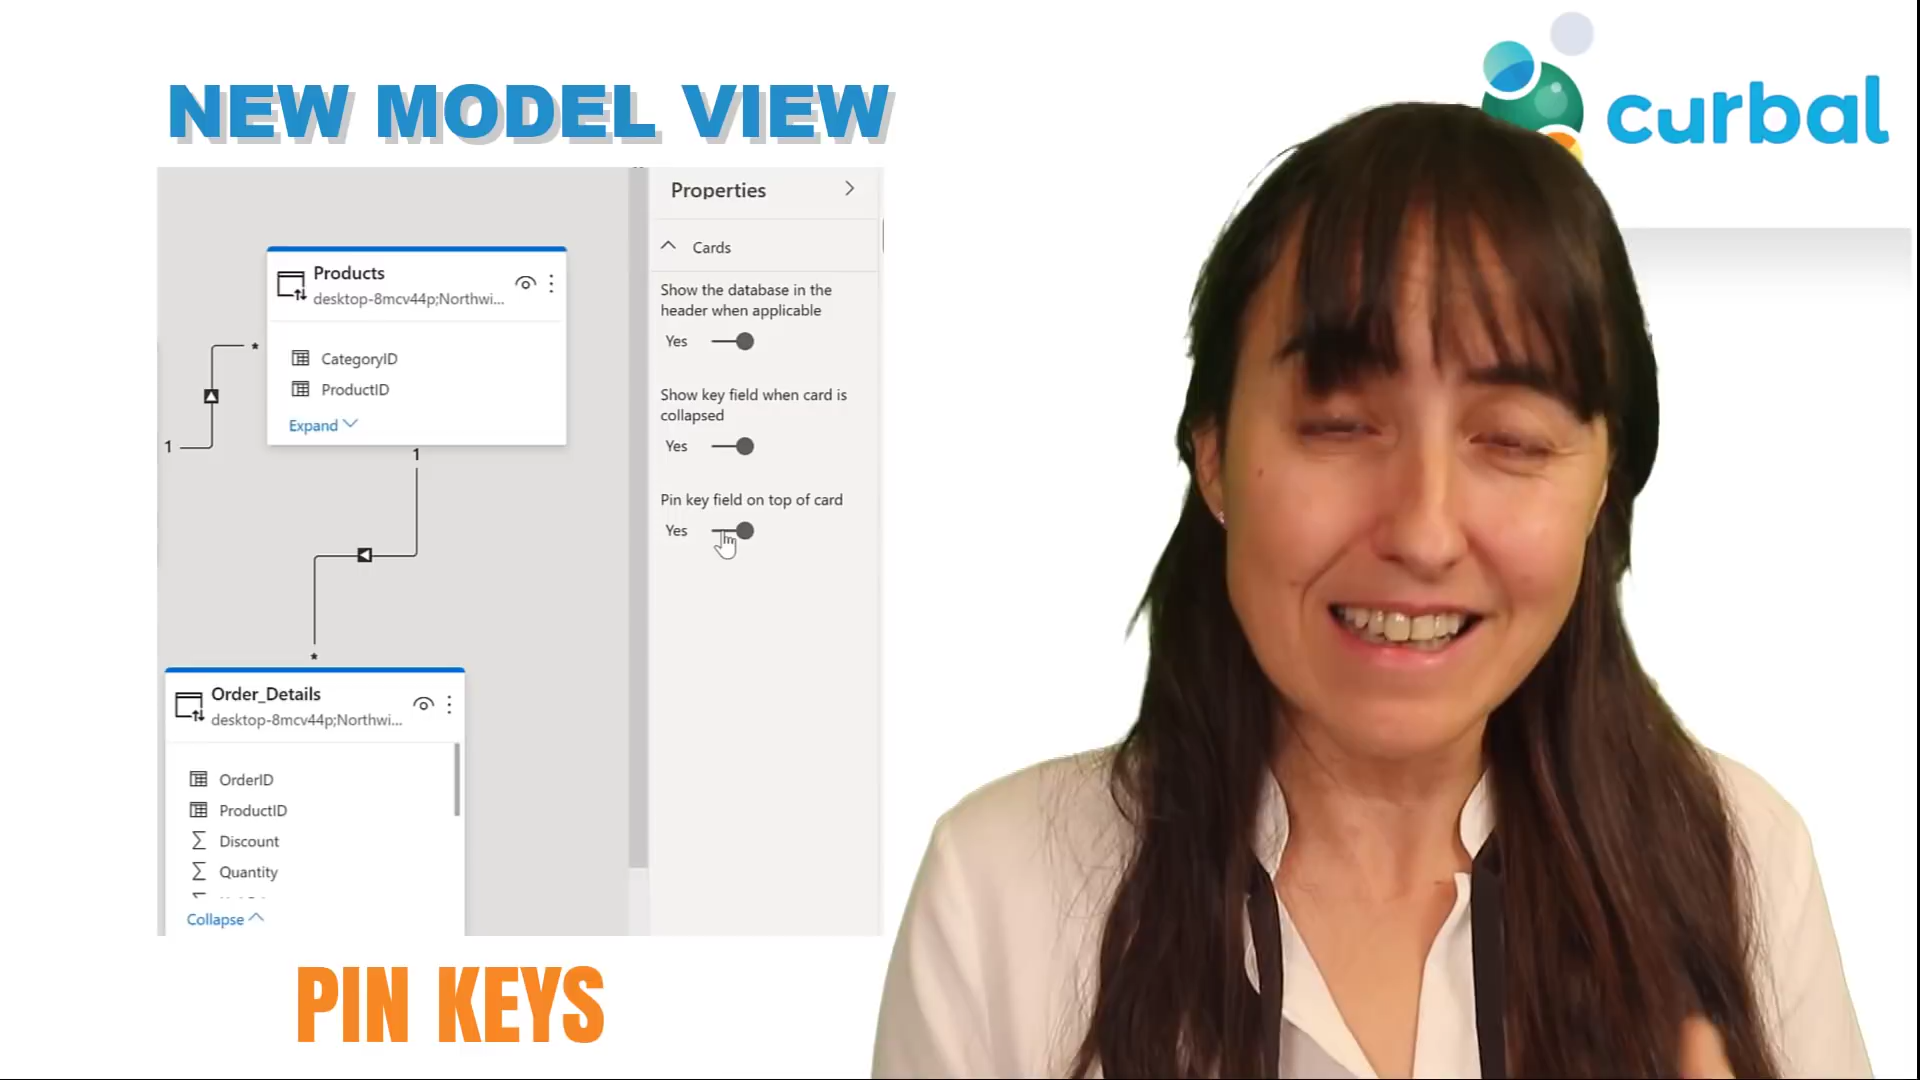 NEW MODEL VIEW
curbal
Properties
Cards
Show the database in the
header when applicable
Yes
Show key field when card is
collapsed
Yes
Pin key field on top of card
Yes
Products
desktop-8mcv44p;Northwi...
CategoryID
ProductID
Expand
*
1
1
*
Order_Details
desktop-8mcv44p;Northwi...
OrderID
ProductID
Discount
Quantity
Collapse
PIN KEYS